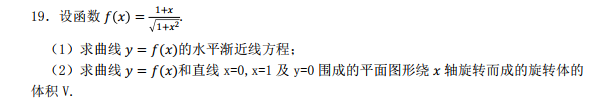 19．设函数 f(x) = (1+x)/√(1+x²).
（1）求曲线 y = f(x)的水平渐近线方程；
（2）求曲线 y = f(x)和直线 x=0, x=1 及 y=0 围成的平面图形绕 x 轴旋转而成的旋转体的
体积 V.